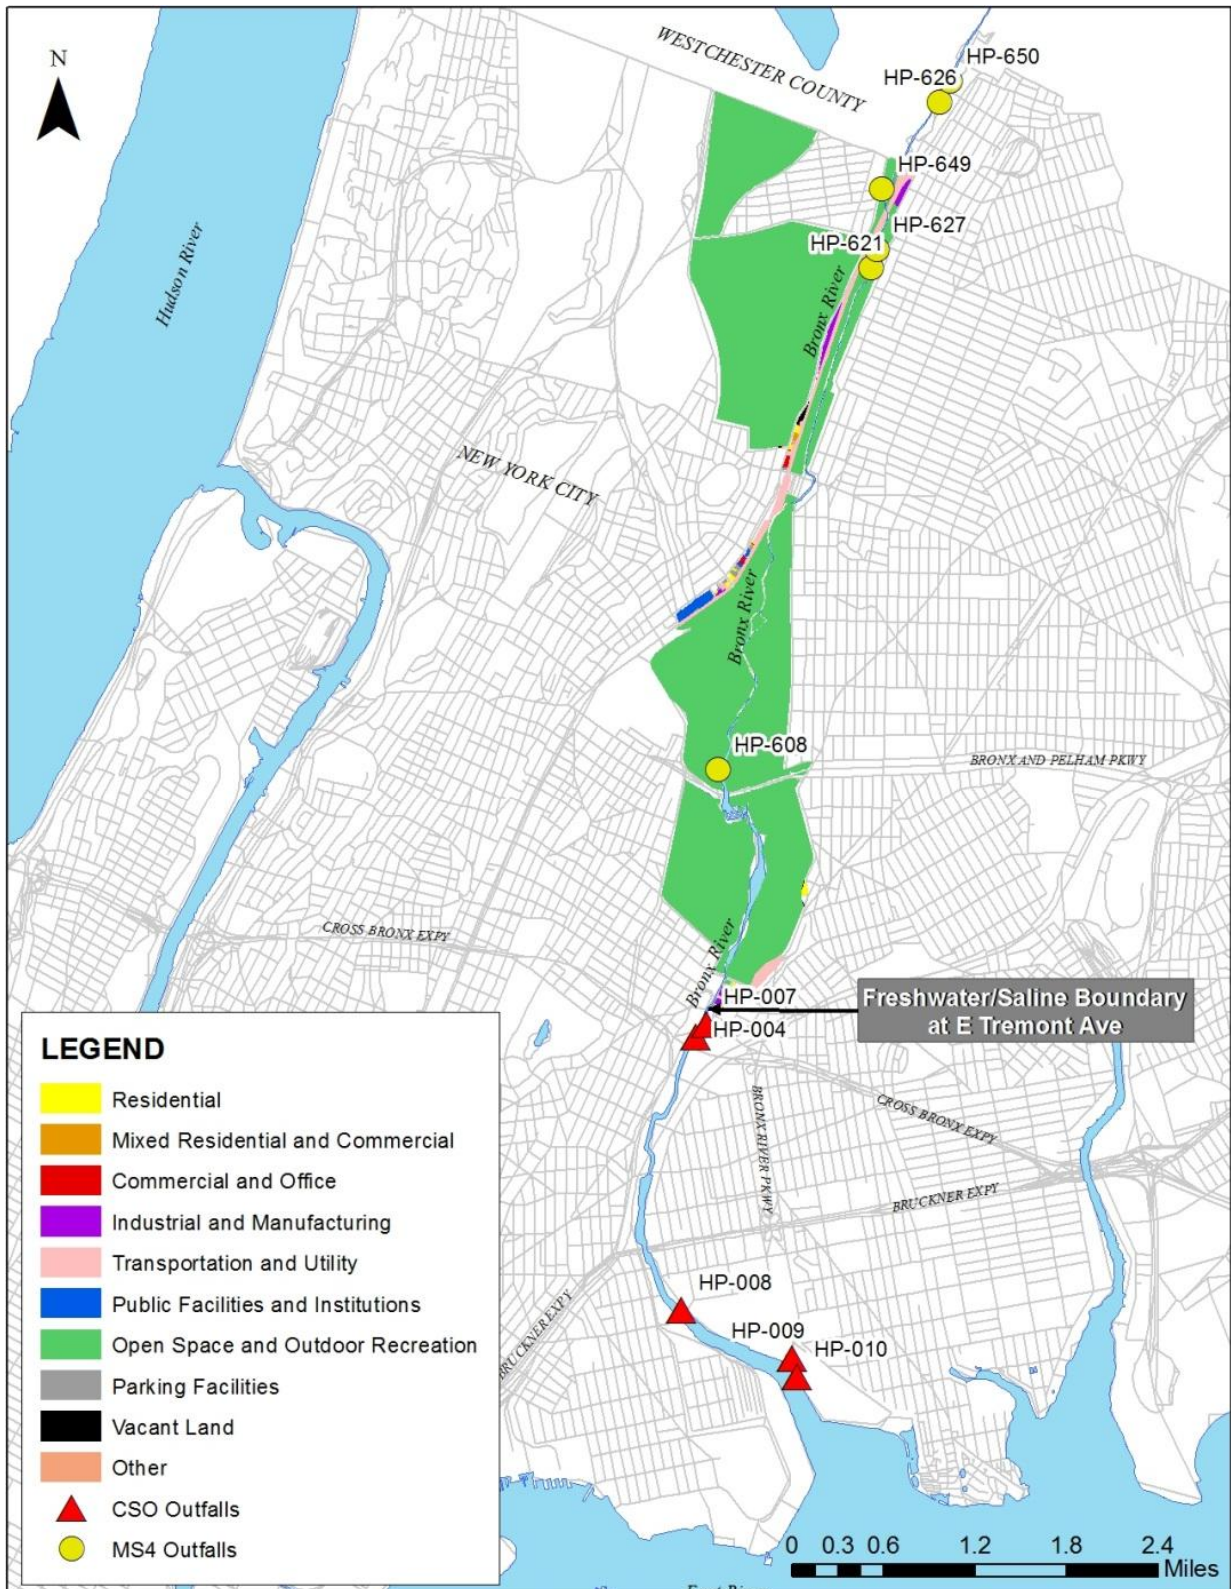 N
WESTCHESTER COUNTY
HP-650
HP-626
HP-649
HP-627
HP-621
Hudson River
Bronx River
NEW YORK CITY
Bronx River
HP-608
BRONX AND PELHAM PKWY
CROSS BRONX EXPY
Bronx River
HP-007
Freshwater/Saline Boundary
at E Tremont Ave
HP-004
CROSS BRONX EXPY
BRONX RIVER PKWY
BRUCKNER EXPY
HP-008
BRUCKNER EXPY
HP-009
HP-010
LEGEND
Residential
Mixed Residential and Commercial
Commercial and Office
Industrial and Manufacturing
Transportation and Utility
Public Facilities and Institutions
Open Space and Outdoor Recreation
Parking Facilities
Vacant Land
Other
CSO Outfalls
MS4 Outfalls
0 0.3 0.6 1.2 1.8 2.4
Miles